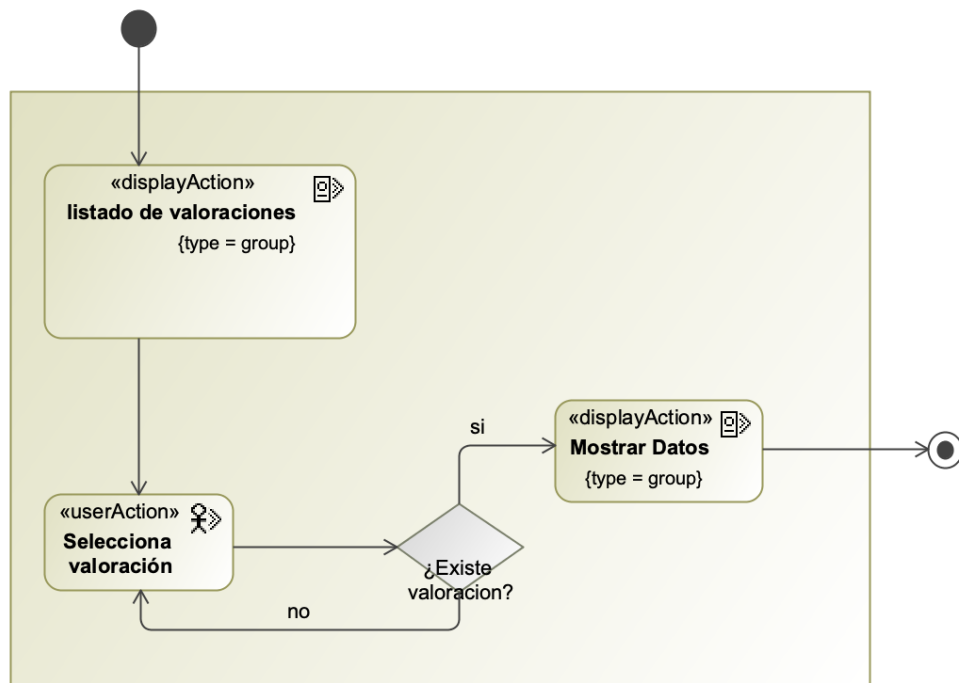 «displayAction»
listado de valoraciones
{type = group}
«displayAction»
Mostrar Datos
{type = group}
si
«userAction»
Selecciona
valoración
¿Existe
valoracion?
no